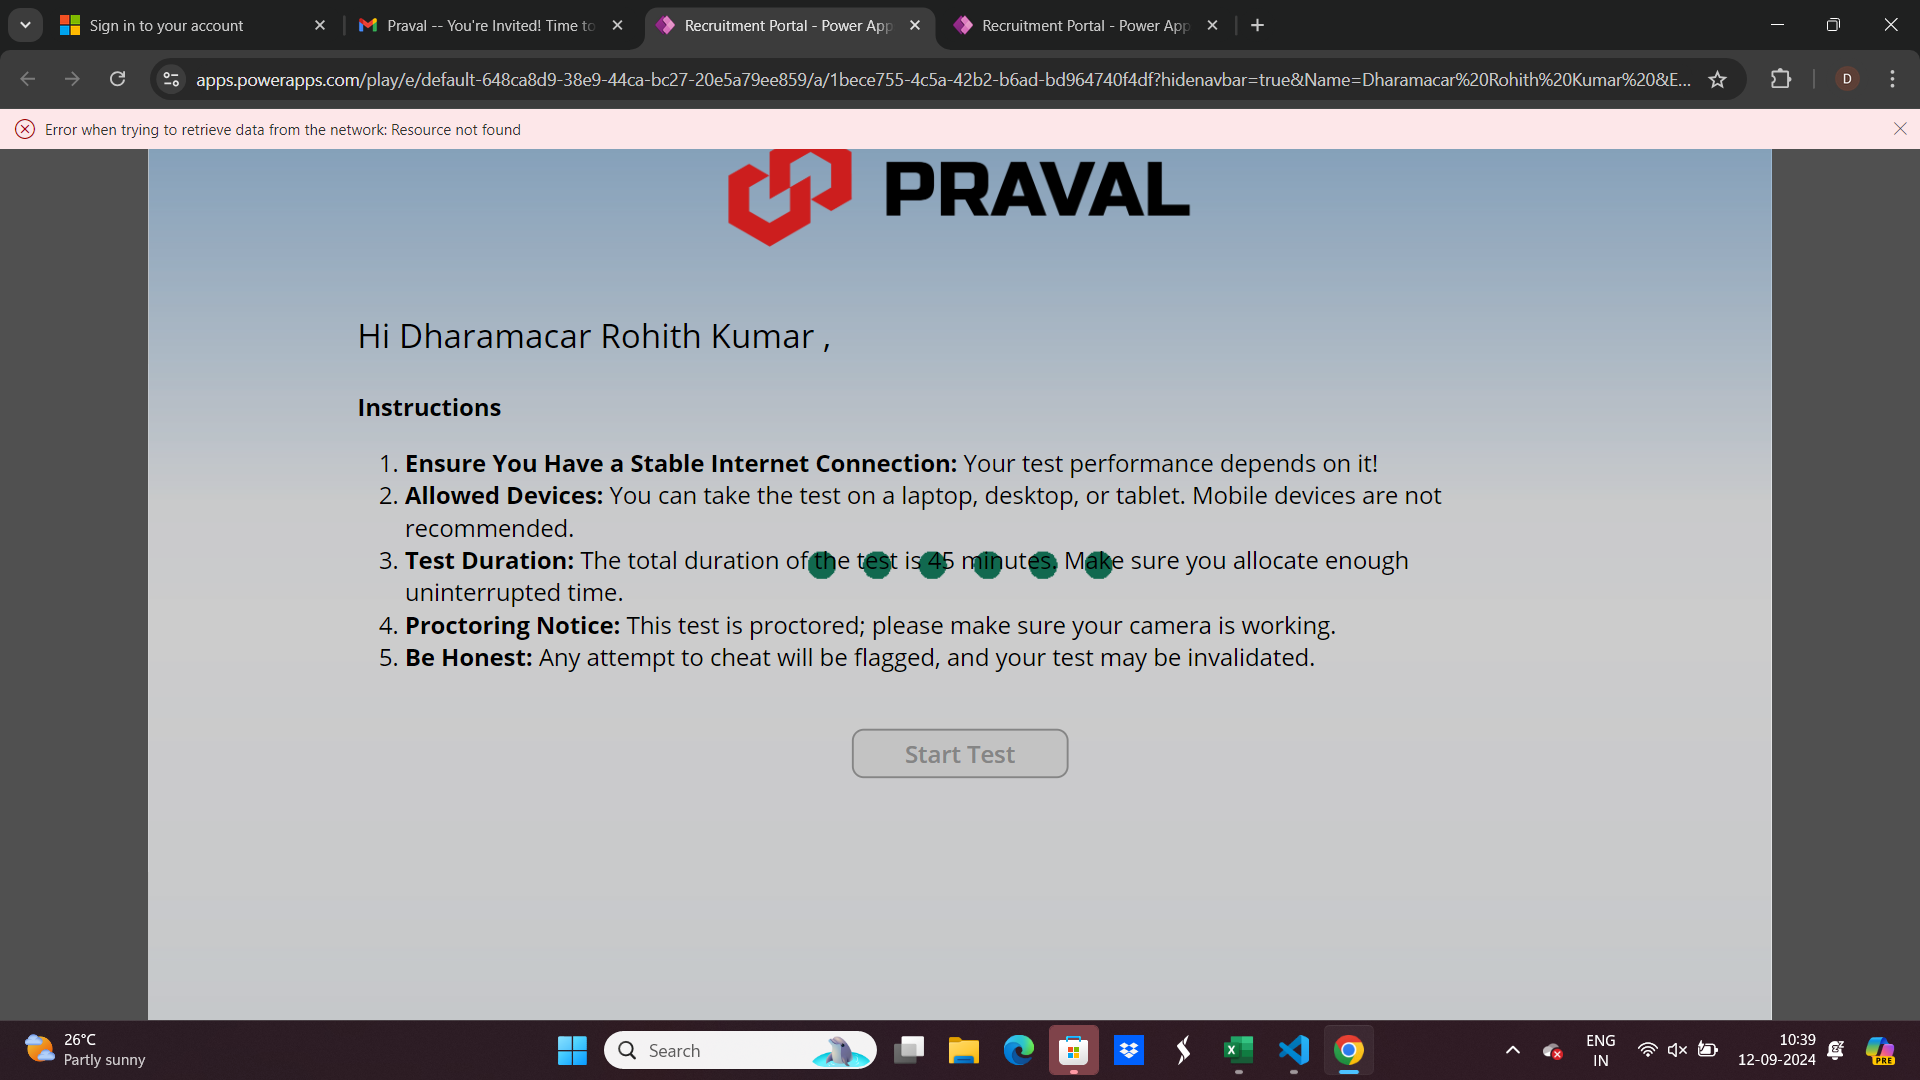 Sign in to your account
Praval -- You're Invited! Time to
Recruitment Portal - Power App
Recruitment Portal - Power App
apps.powerapps.com/play/e/default-648ca8d9-38e9-44ca-bc27-20e5a79ee859/a/1bece755-4c5a-42b2-b6ad-bd964740f4df?hidenavbar=true&Name=Dharamacar%20Rohith%20Kumar%20&E...
D
Error when trying to retrieve data from the network: Resource not found
PRAVAL
Hi Dharamacar Rohith Kumar ,
Instructions
1. Ensure You Have a Stable Internet Connection: Your test performance depends on it!
2. Allowed Devices: You can take the test on a laptop, desktop, or tablet. Mobile devices are not
recommended.
3. Test Duration: The total duration of the test is 45 minutes. Make sure you allocate enough
uninterrupted time.
4. Proctoring Notice: This test is proctored; please make sure your camera is working.
5. Be Honest: Any attempt to cheat will be flagged, and your test may be invalidated.
Start Test
26°C
Partly sunny
Search
ENG
IN
10:39
12-09-2024
PRE